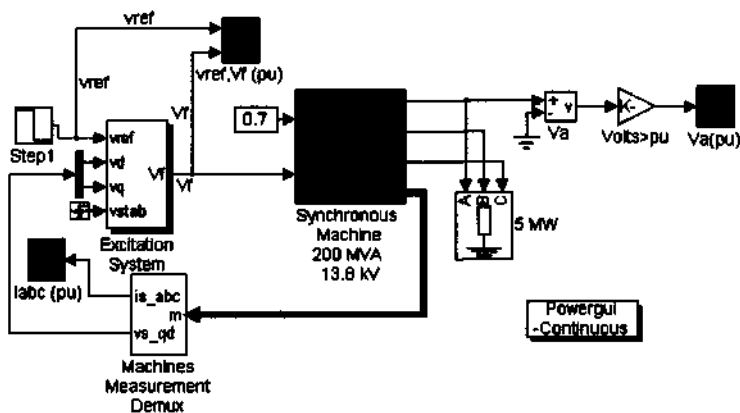 vref
vref
vref,Vf (pu)
Vf
Step1
vref
vd
vq
vstab
Vf
Vf
Excitation
System
0.7
Synchronous
Machine
200 MVA
13.8 kV
+
-
v
Va
K-
Volts>pu
Va(pu)
A
B
C
5 MW
Iabc (pu)
is_abc
m
vs_qd
Machines
Measurement
Demux
Powergui
-Continuous